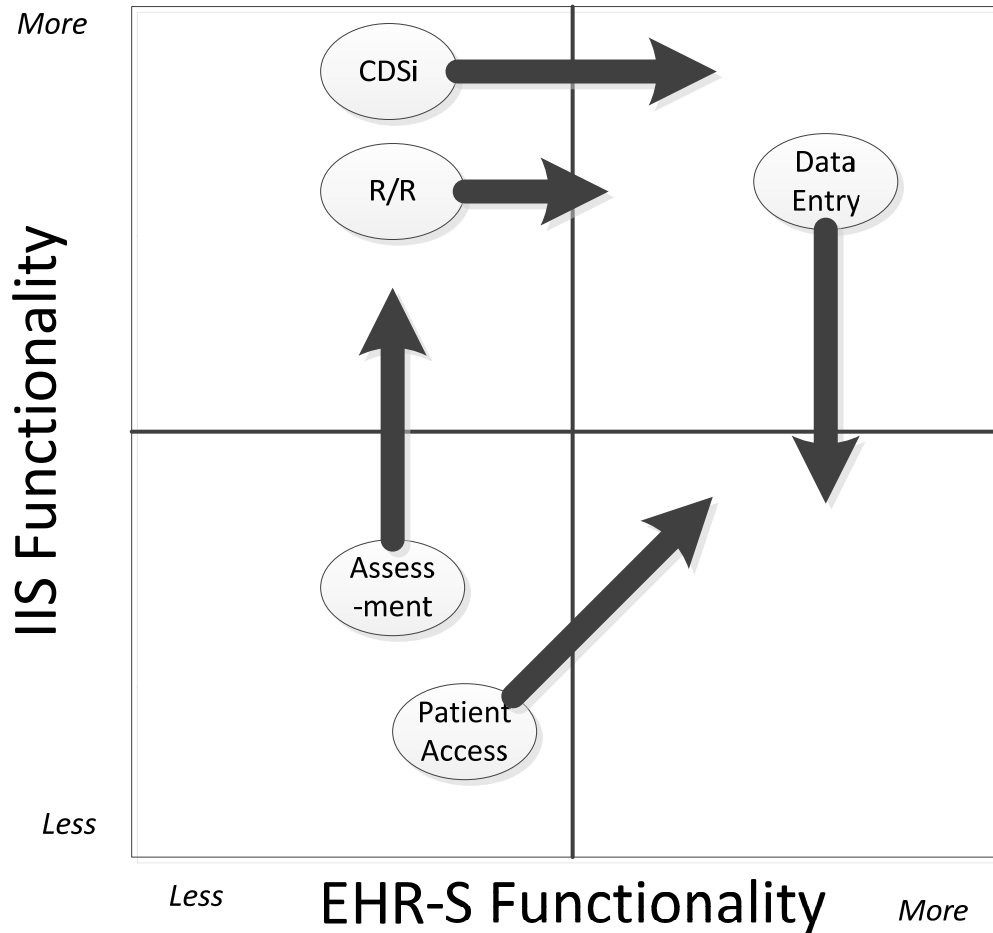 More
CDSi
R/R
Data
Entry
IIS Functionality
Assess
-ment
Patient
Access
Less
Less
EHR-S Functionality
More